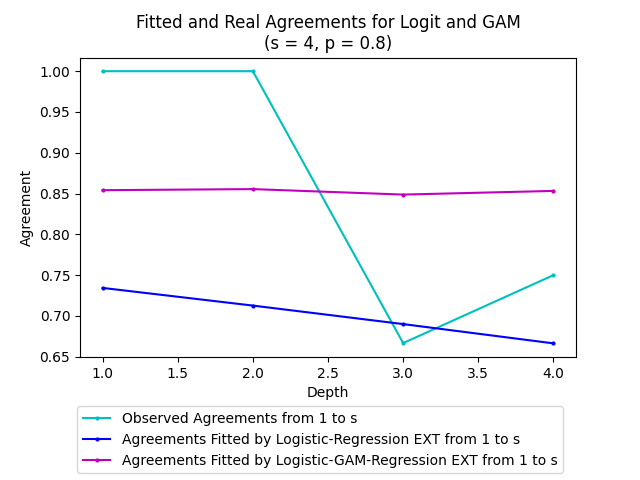 Fitted and Real Agreements for Logit and GAM
(s = 4, p = 0.8)
Agreement
1.00
0.95
0.90
0.85
0.80
0.75
0.70
0.65
1.0 1.5 2.0 2.5 3.0 3.5 4.0
Depth
Observed Agreements from 1 to s
Agreements Fitted by Logistic-Regression EXT from 1 to s
Agreements Fitted by Logistic-GAM-Regression EXT from 1 to s